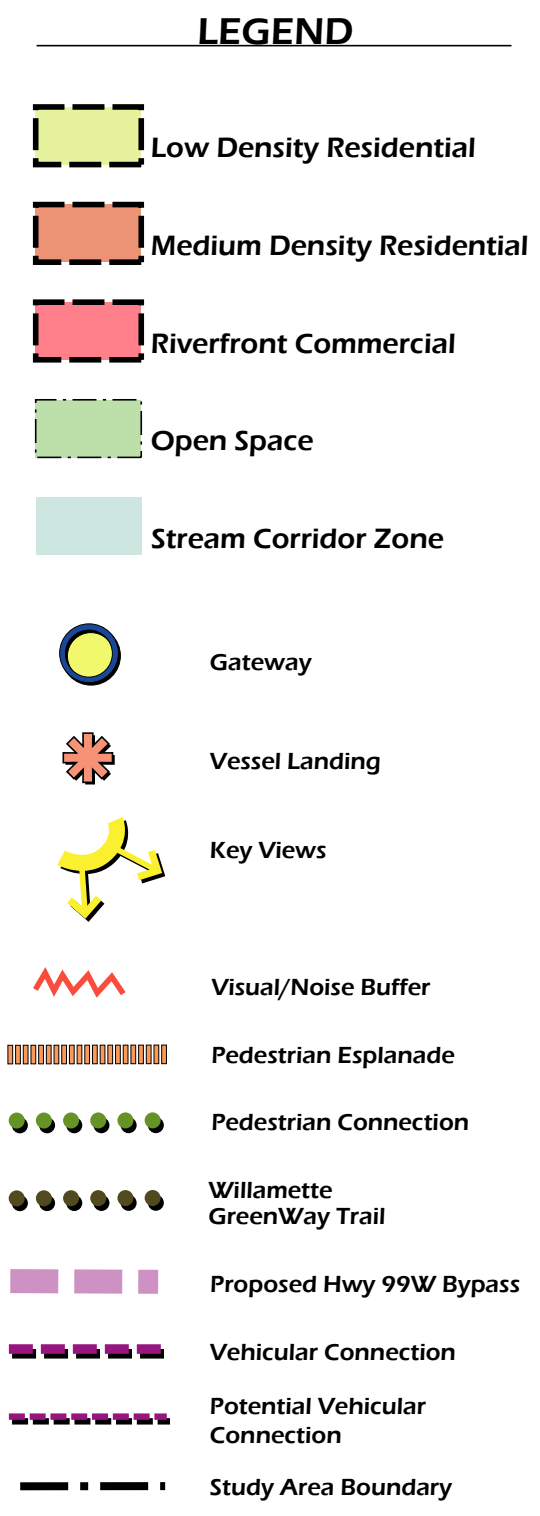 LEGEND
Low Density Residential
Medium Density Residential
Riverfront Commercial
Open Space
Stream Corridor Zone
Gateway
Vessel Landing
Key Views
Visual/Noise Buffer
Pedestrian Esplanade
Pedestrian Connection
Willamette
GreenWay Trail
Proposed Hwy 99W Bypass
Vehicular Connection
Potential Vehicular
Connection
Study Area Boundary